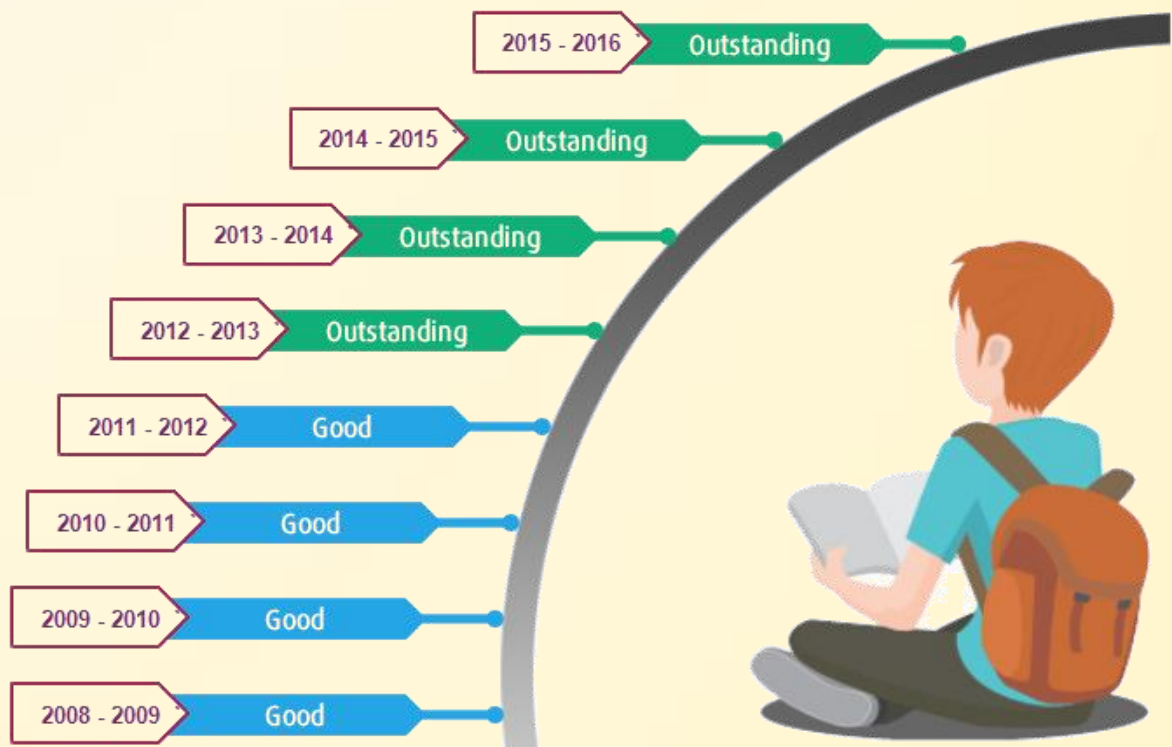 2015 - 2016 Outstanding
2014 - 2015 Outstanding
2013 - 2014 Outstanding
2012 - 2013 Outstanding
2011 - 2012 Good
2010 - 2011 Good
2009 - 2010 Good
2008 - 2009 Good